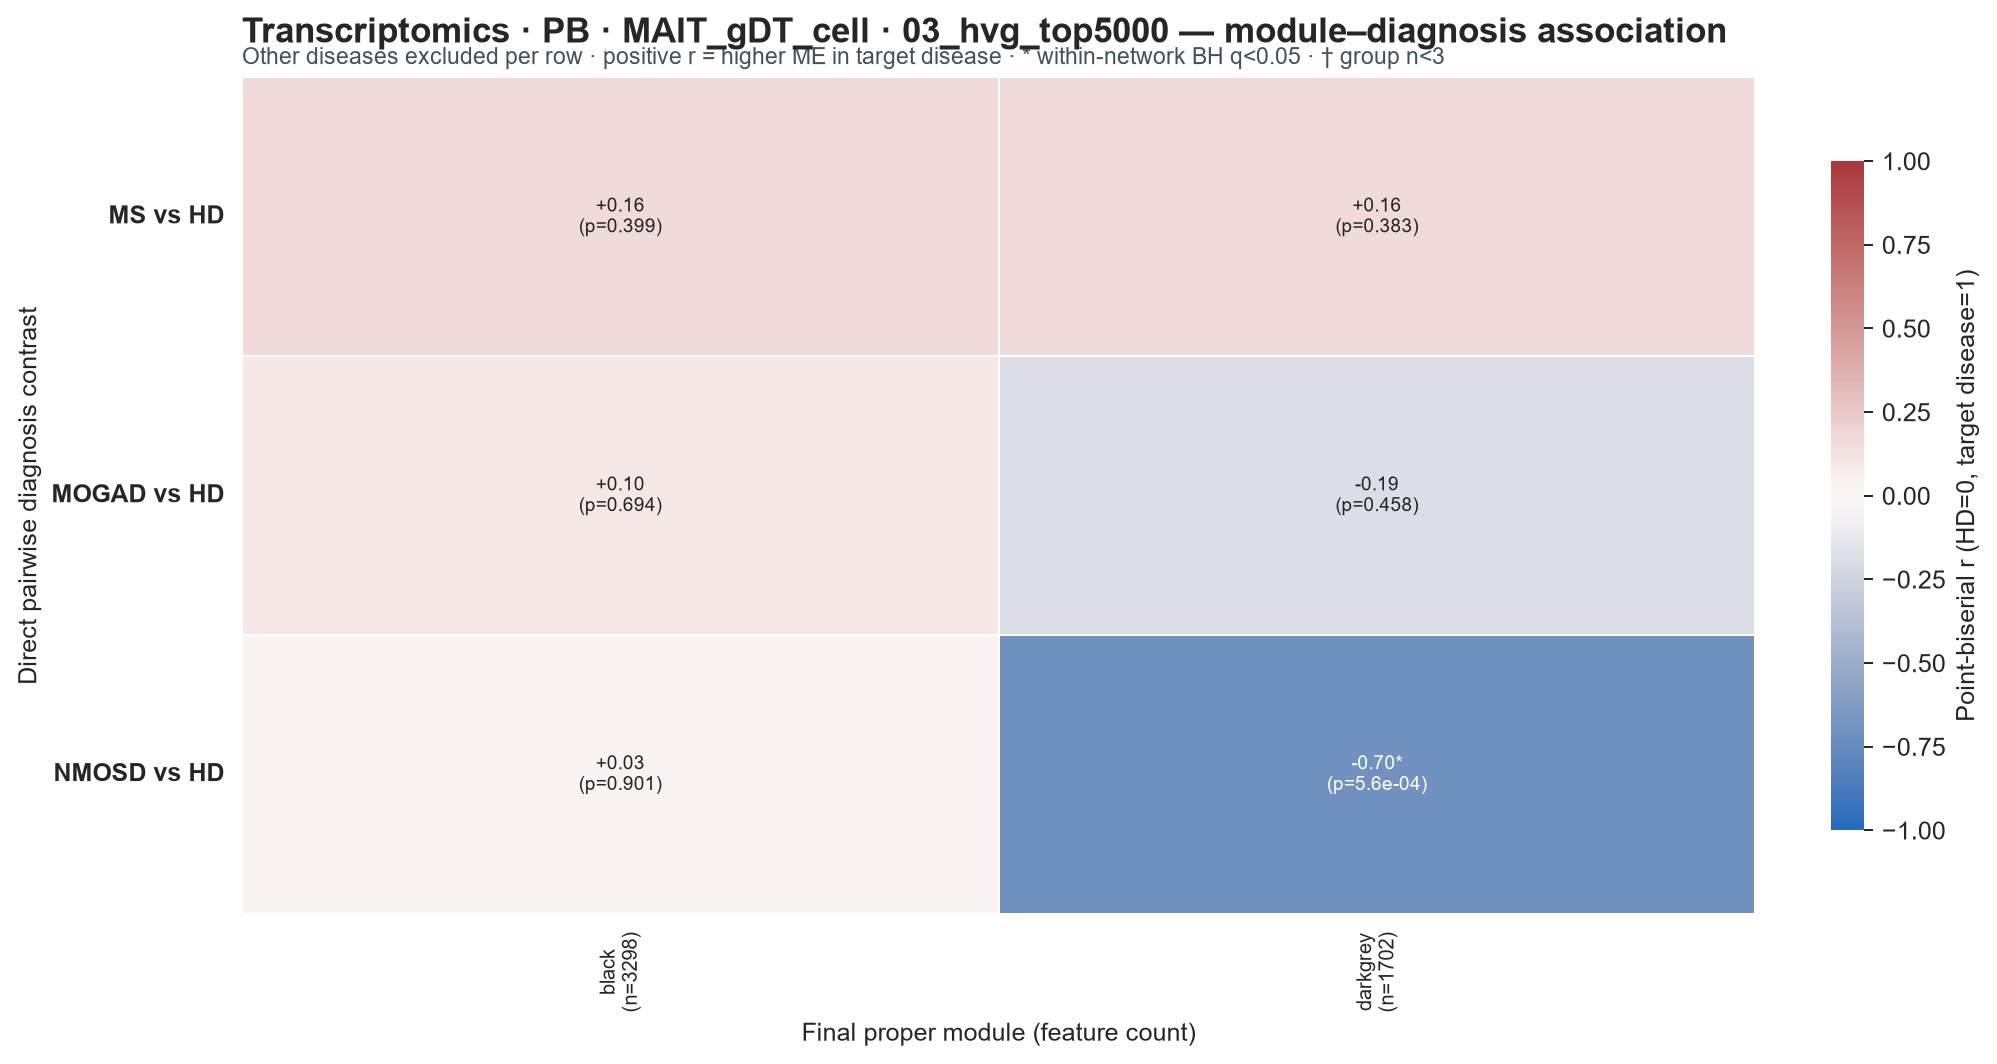 Transcriptomics · PB · MAIT_gDT_cell · 03_hvg_top5000 — module–diagnosis association
Other diseases excluded per row · positive r = higher ME in target disease · * within-network BH q<0.05 · † group n<3
Direct pairwise diagnosis contrast
MS vs HD
+0.16
(p=0.399)
+0.16
(p=0.383)
MOGAD vs HD
+0.10
(p=0.694)
-0.19
(p=0.458)
NMOSD vs HD
+0.03
(p=0.901)
-0.70*
(p=5.6e-04)
black
(n=3298)
darkgrey
(n=1702)
Final proper module (feature count)
1.00
0.75
0.50
0.25
0.00
−0.25
−0.50
−0.75
−1.00
Point-biserial r (HD=0, target disease=1)